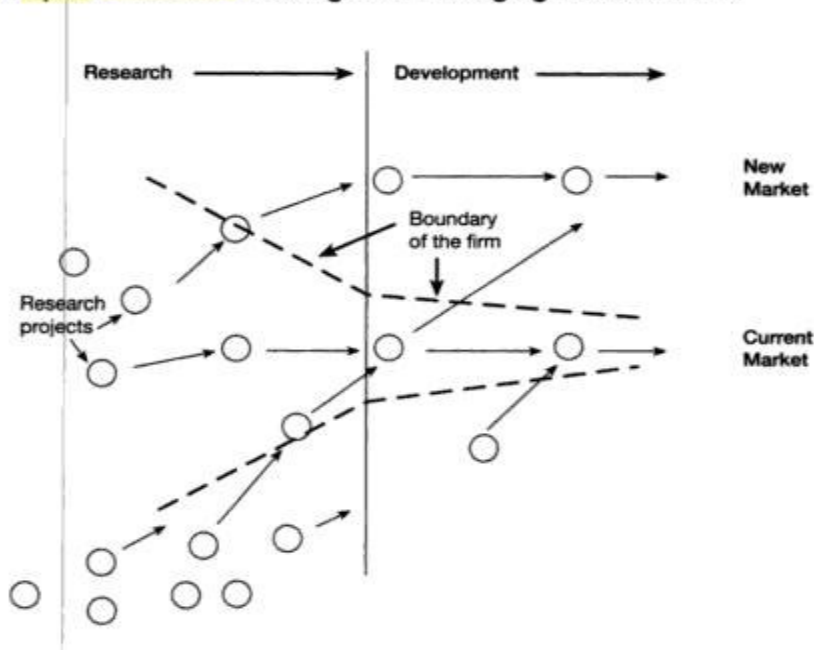 Research
Development
New
Market
Boundary
of the firm
Research
projects
Current
Market